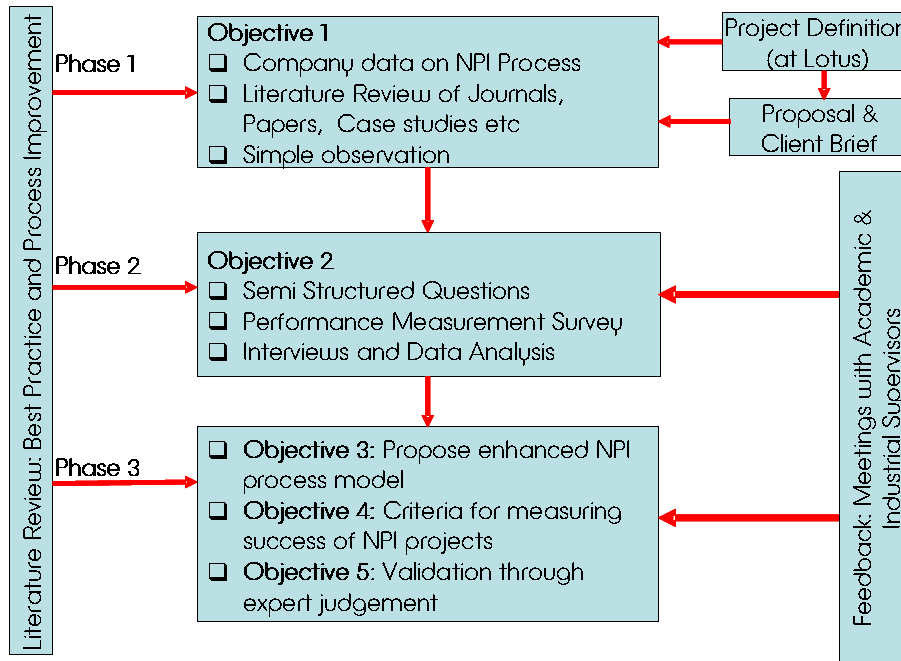 Literature Review: Best Practice and Process Improvement
Phase 1
Objective 1
❑ Company data on NPI Process
❑ Literature Review of Journals,
Papers, Case studies etc
❑ Simple observation
Project Definition
(at Lotus)
Proposal &
Client Brief
Phase 2
Objective 2
❑ Semi Structured Questions
❑ Performance Measurement Survey
❑ Interviews and Data Analysis
Phase 3
❑ Objective 3: Propose enhanced NPI
process model
❑ Objective 4: Criteria for measuring
success of NPI projects
❑ Objective 5: Validation through
expert judgement
Feedback: Meetings with Academic &
Industrial Supervisors